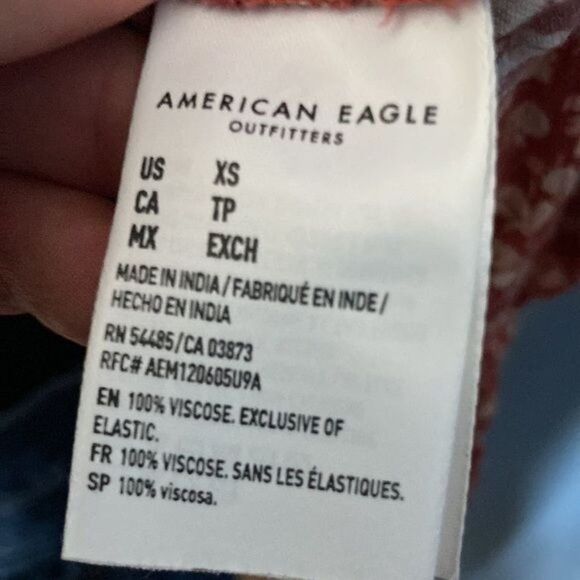 AMERICAN EAGLE
OUTFITTERS
US XS
CA TP
MX EXCH
MADE IN INDIA / FABRIQUÉ EN INDE /
HECHO EN INDIA
RN 54485/CA 03873
RFC# AEM120605U9A
EN 100% VISCOSE. EXCLUSIVE OF
ELASTIC.
FR 100% VISCOSE. SANS LES ÉLASTIQUES.
SP 100% viscosa.